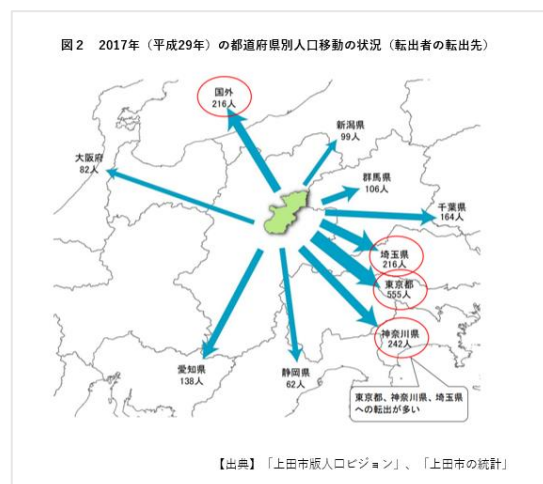 図２　2017年（平成29年）の都道府県別人口移動の状況（転出者の転出先）
国外
216人
新潟県
99人
大阪府
82人
群馬県
106人
千葉県
164人
埼玉県
216人
東京都
555人
神奈川県
242人
愛知県
138人
静岡県
62人
東京都、神奈川県、埼玉県
への転出が多い
【出典】「上田市版人口ビジョン」、「上田市の統計」